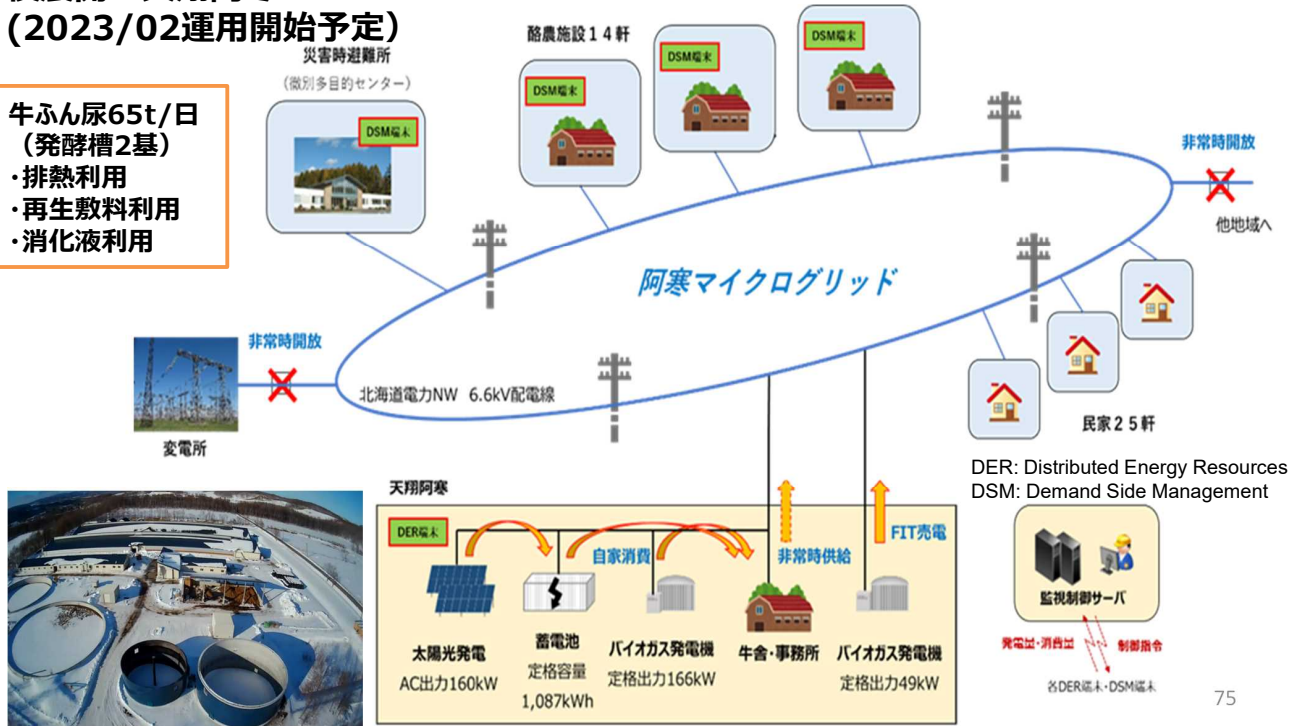 (2023/02運用開始予定)
災害時避難所
(徹別多目的センター)
DSM端末
酪農施設14軒
DSM端末
DSM端末
DSM端末
牛ふん尿65t/日
(発酵槽2基)
・排熱利用
・再生敷料利用
・消化液利用
非常時開放
他地域へ
阿寒マイクログリッド
非常時開放
変電所
北海道電力NW 6.6kV配電線
民家25軒
DER: Distributed Energy Resources
DSM: Demand Side Management
天翔阿寒
DER端末
自家消費
非常時供給
FIT売電
太陽光発電
AC出力160kW
蓄電池
定格容量
1,087kWh
バイオガス発電機
定格出力166kW
牛舎・事務所
バイオガス発電機
定格出力49kW
監視制御サーバ
発電量・消費量
制御指令
各DER端末・DSM端末
75